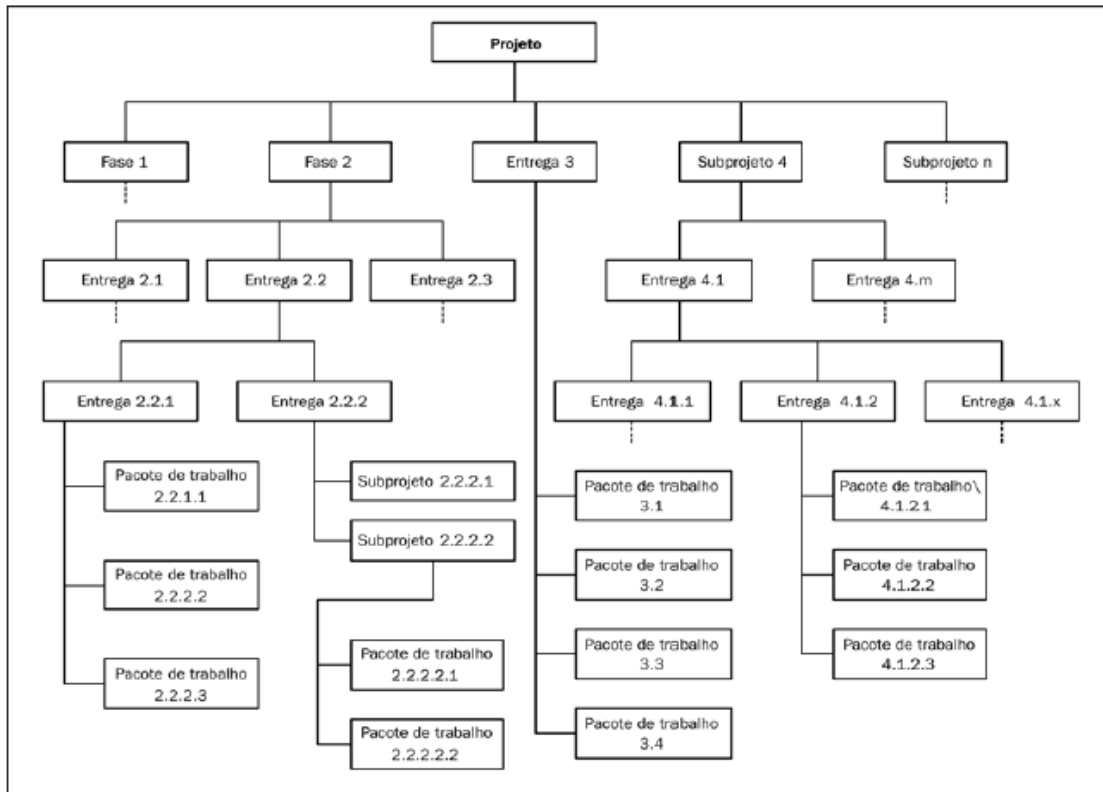 Projeto
Fase 1
Fase 2
Entrega 3
Subprojeto 4
Subprojeto n
Entrega 2.1
Entrega 2.2
Entrega 2.3
Entrega 4.1
Entrega 4.m
Entrega 2.2.1
Entrega 2.2.2
Entrega 4.1.1
Entrega 4.1.2
Entrega 4.1.x
Pacote de trabalho
2.2.1.1
Pacote de trabalho
2.2.2.2
Pacote de trabalho
2.2.2.3
Subprojeto 2.2.2.1
Subprojeto 2.2.2.2
Pacote de trabalho
2.2.2.2.1
Pacote de trabalho
2.2.2.2.2
Pacote de trabalho
3.1
Pacote de trabalho
3.2
Pacote de trabalho
3.3
Pacote de trabalho
3.4
Pacote de trabalho\
4.1.2.1
Pacote de trabalho
4.1.2.2
Pacote de trabalho
4.1.2.3